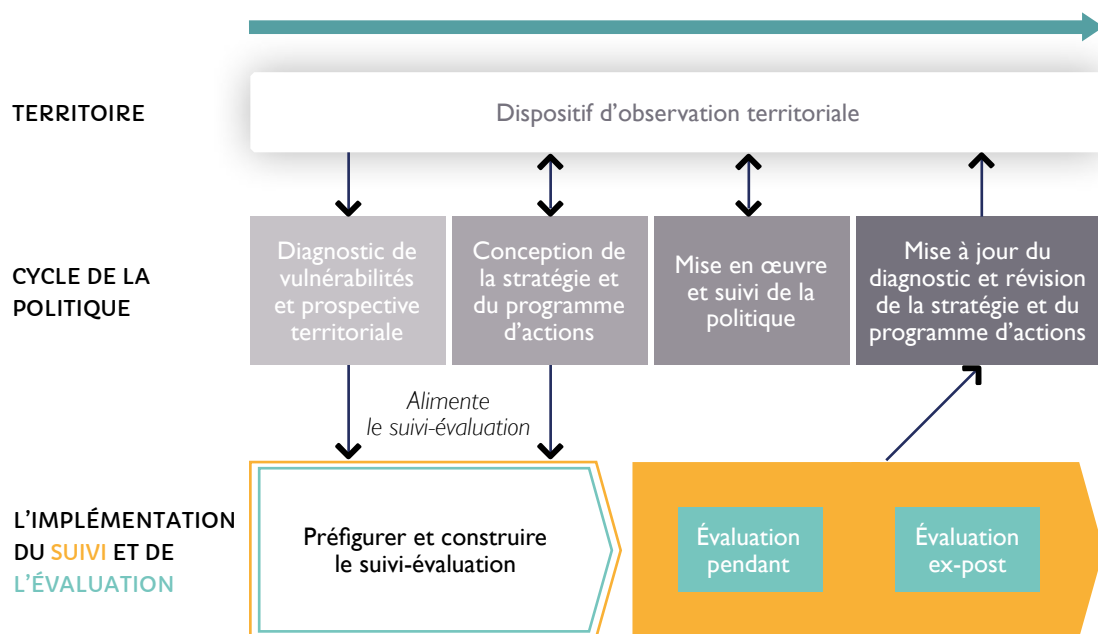 TERRITOIRE
Dispositif d'observation territoriale
CYCLE DE LA
POLITIQUE
Diagnostic de
vulnérabilités
et prospective
territoriale
Conception de
la stratégie et
du programme
d'actions
Mise en œuvre
et suivi de la
politique
Mise à jour du
diagnostic et révision
de la stratégie et du
programme d'actions
Alimente
le suivi-évaluation
L'IMPLÉMENTATION
DU SUIVI ET DE
L'ÉVALUATION
Préfigurer et construire
le suivi-évaluation
Évaluation
pendant
Évaluation
ex-post